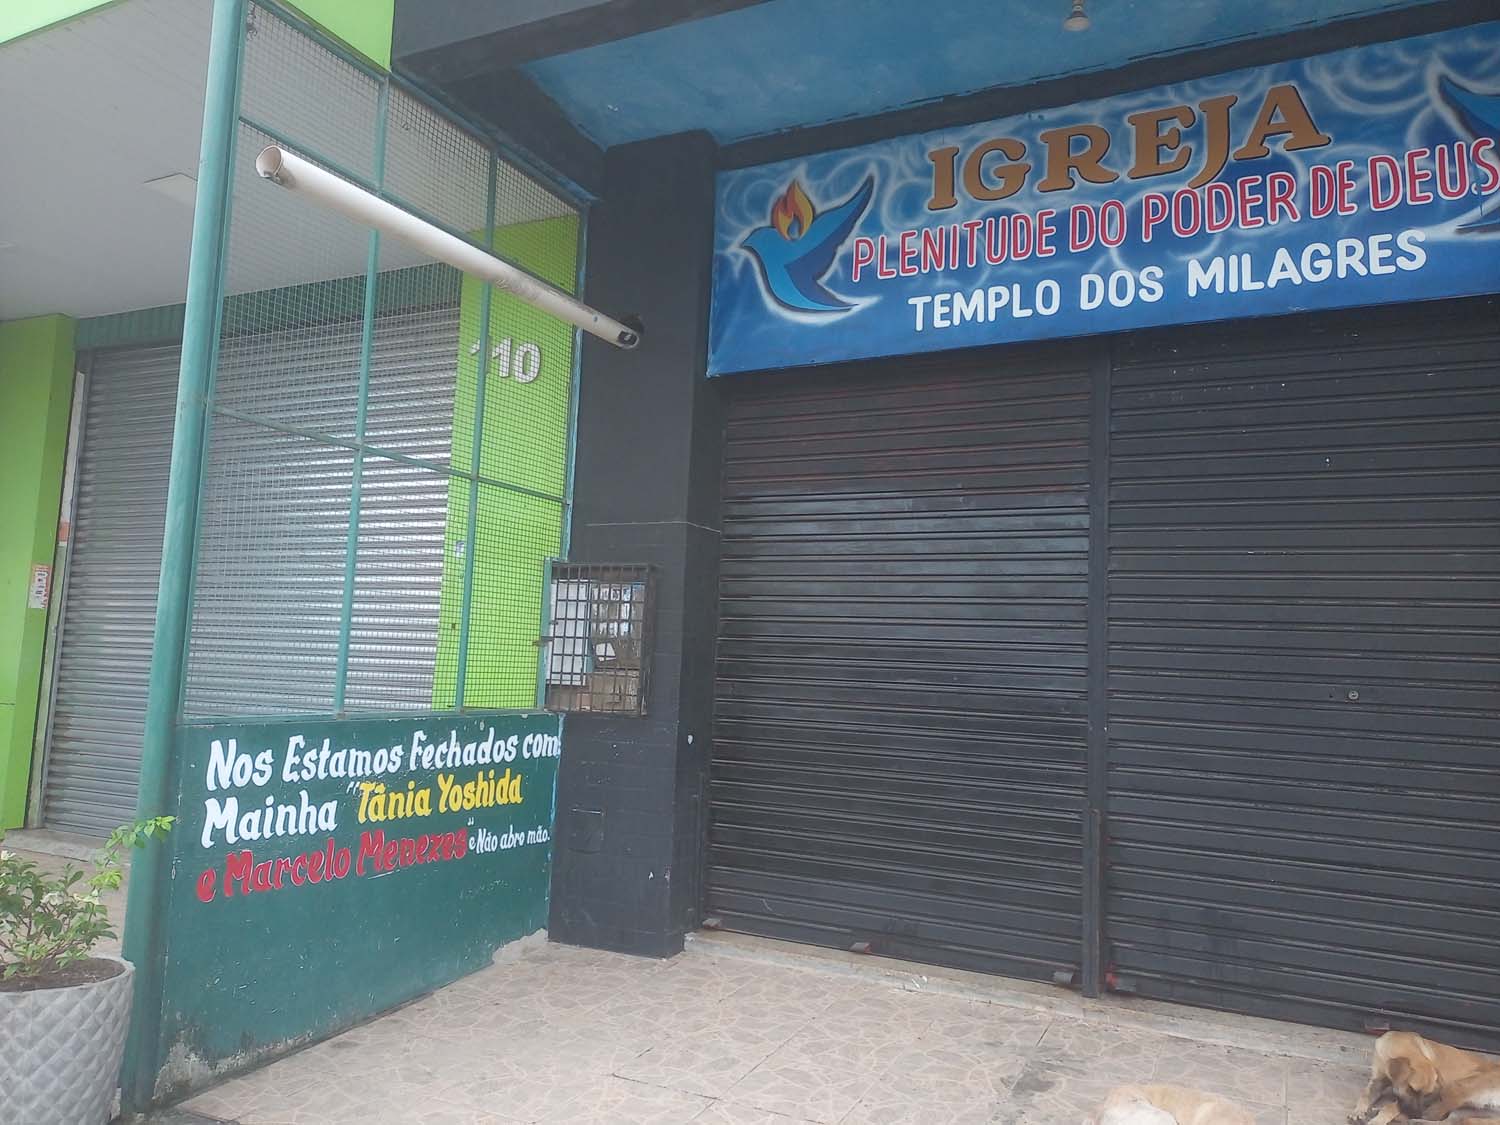 IGREJA
PLENITUDE DO PODER DE DEUS
TEMPLO DOS MILAGRES
110
Nos Estamos Fechados com
Mainha "Tânia Yoshida
e Marcelo Menezes" e Não abro mão.